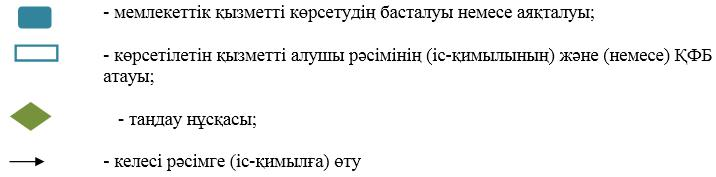 - мемлекеттік қызметті көрсетудің басталуы немесе аяқталуы;
- көрсетілетін қызметті алушы рәсімінің (іс-қимылының) және (немесе) ҚФБ
атауы;
- таңдау нұсқасы;
- келесі рәсімге (іс-қимылға) өту